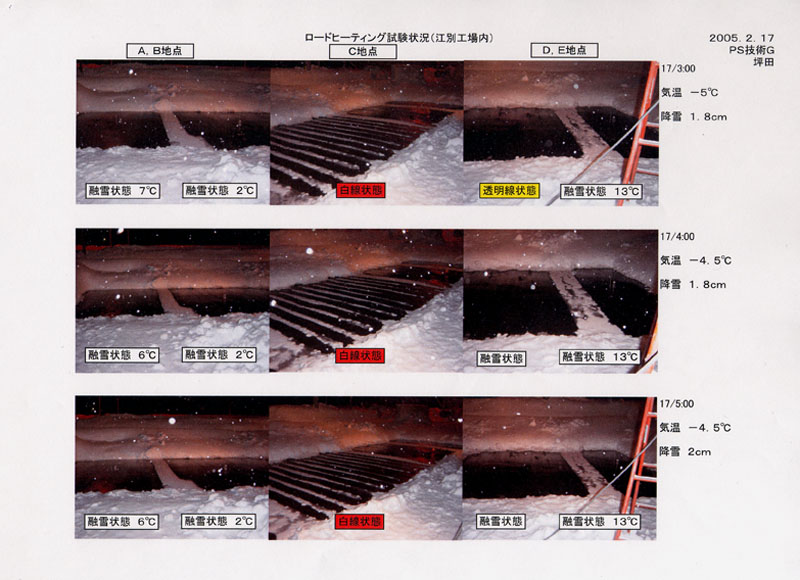 ロードヒーティング試験状況(江別工場内)
2005. 2. 17
PS技術G
坪田
A, B地点
C地点
D, E地点
17/3:00
気温 -5℃
降雪 1.8cm
融雪状態 7℃
融雪状態 2℃
白線状態
透明線状態
融雪状態 13℃
17/4:00
気温 -4.5℃
降雪 1.8cm
融雪状態 6℃
融雪状態 2℃
白線状態
融雪状態
融雪状態 13℃
17/5:00
気温 -4.5℃
降雪 2cm
融雪状態 6℃
融雪状態 2℃
白線状態
融雪状態
融雪状態 13℃